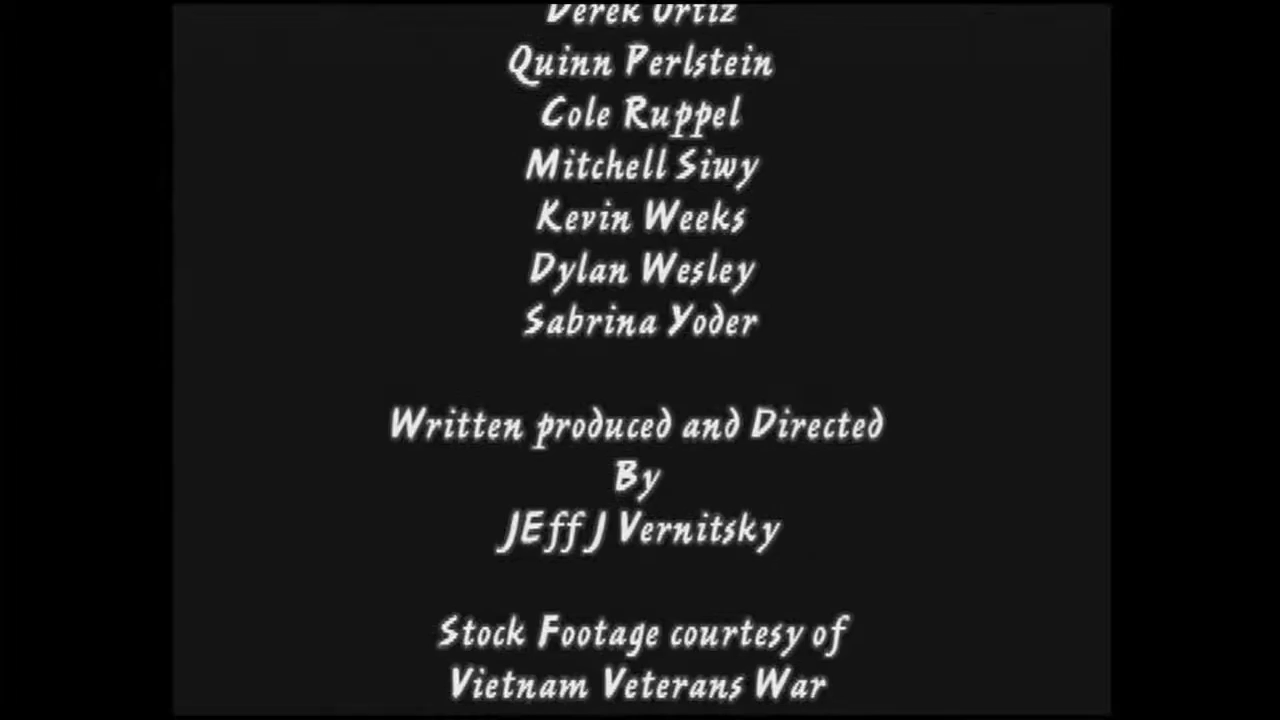 Derek Ortiz
Quinn Perlstein
Cole Ruppel
Mitchell Siwy
Kevin Weeks
Dylan Wesley
Sabrina Yoder
Written produced and Directed
By
JEff J Vernitsky
Stock Footage courtesy of
Vietnam Veterans War